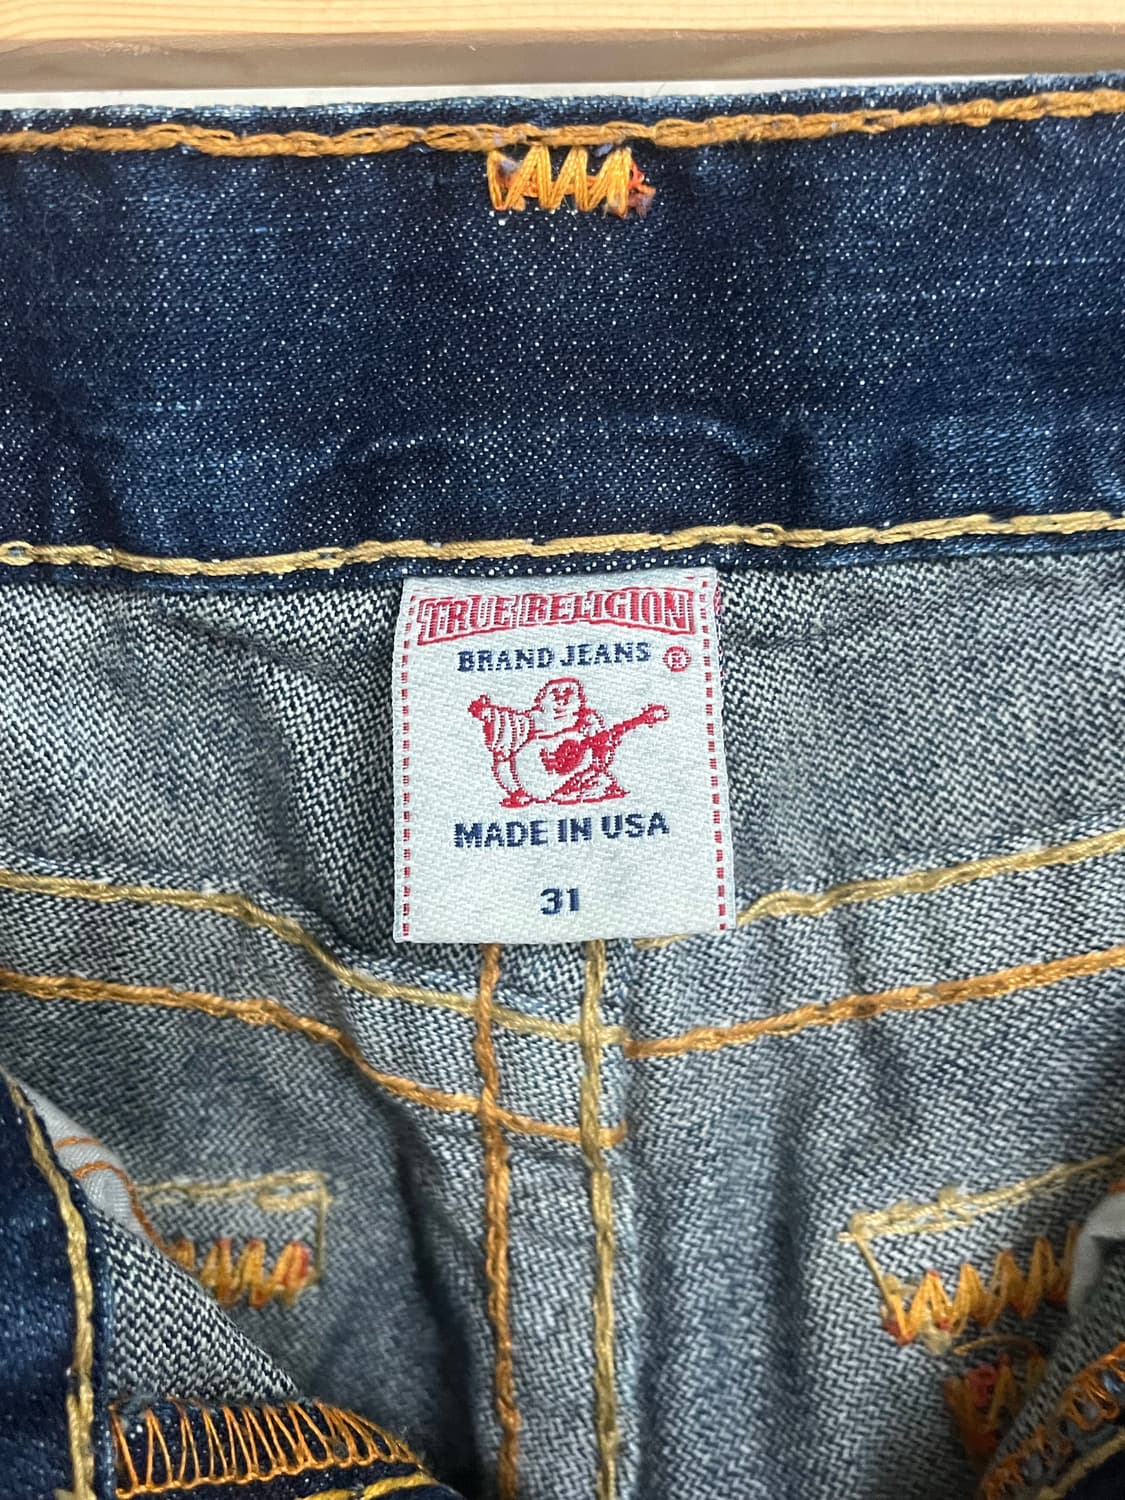 TRUE RELIGION
BRAND JEANS ®
MADE IN USA
31